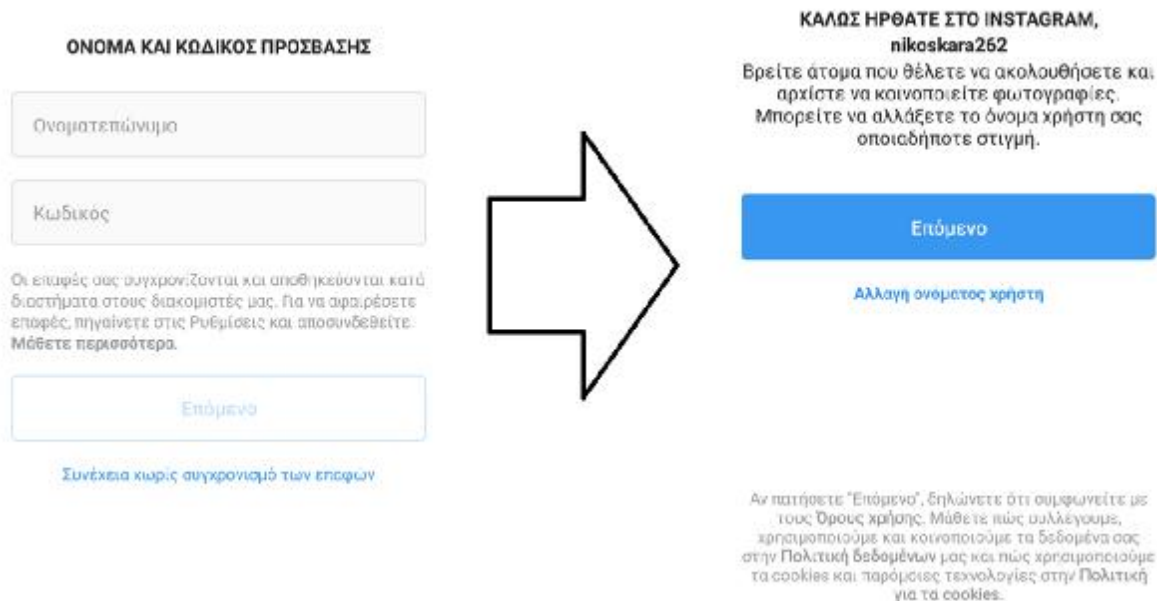 ΟΝΟΜΑ ΚΑΙ ΚΩΔΙΚΟΣ ΠΡΟΣΒΑΣΗΣ
Ονοματεπώνυμο
Κωδικός
Οι επαφές σας συγχρονίζονται και αποθηκεύονται κατά
διαστήματα στους διακομιστές μας. Για να αφαιρέσετε
επαφές, πηγαίνετε στις Ρυθμίσεις και αποσυνδεθείτε.
Μάθετε περισσότερα.
Επόμενο
Συνέχεια χωρίς συγχρονισμό των επαφών
ΚΑΛΩΣ ΗΡΘΑΤΕ ΣΤΟ INSTAGRAM,
nikoskara262
Βρείτε άτομα που θέλετε να ακολουθήσετε και
αρχίστε να κοινοποιείτε φωτογραφίες.
Μπορείτε να αλλάξετε το όνομα χρήστη σας
οποιαδήποτε στιγμή.
Επόμενο
Αλλαγή ονόματος χρήστη
Αν πατήσετε "Επόμενο", δηλώνετε ότι συμφωνείτε με
τους Όρους χρήσης. Μάθετε πώς συλλέγουμε,
χρησιμοποιούμε και κοινοποιούμε τα δεδομένα σας
στην Πολιτική δεδομένων μας και πώς χρησιμοποιούμε
τα cookies και παρόμοιες τεχνολογίες στην Πολιτική
για τα cookies.